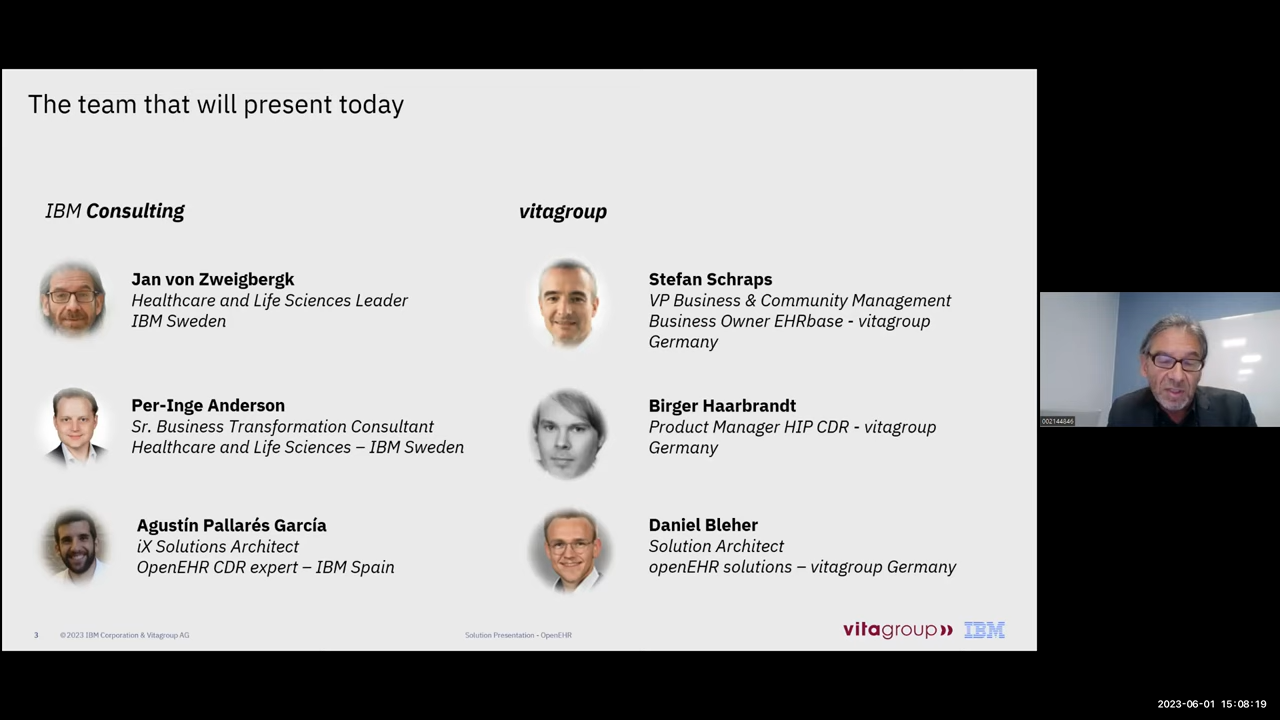 The team that will present today
IBM Consulting
Jan von Zweigbergk
Healthcare and Life Sciences Leader
IBM Sweden
Per-Inge Anderson
Sr. Business Transformation Consultant
Healthcare and Life Sciences – IBM Sweden
Agustín Pallarés García
iX Solutions Architect
OpenEHR CDR expert – IBM Spain
vitagroup
Stefan Schraps
VP Business & Community Management
Business Owner EHRbase - vitagroup
Germany
Birger Haarbrandt
Product Manager HIP CDR - vitagroup
Germany
Daniel Bleher
Solution Architect
openEHR solutions – vitagroup Germany
3
©2023 IBM Corporation & Vitagroup AG
Solution Presentation - OpenEHR
vitagroup
IBM
002144846
2023-06-01 15:08:19